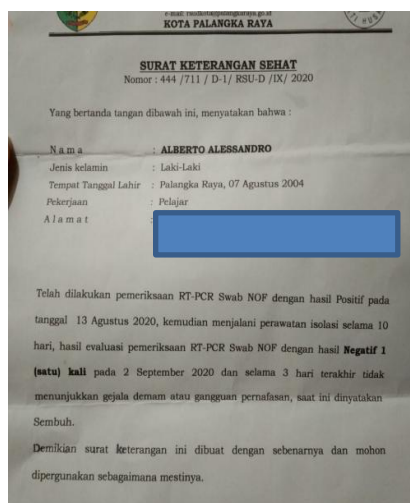 KOTA PALANGKA RAYA
SURAT KETERANGAN SEHAT
Nomor : 444 /711 / D-1/ RSU-D /IX/ 2020
Yang bertanda tangan dibawah ini, menyatakan bahwa :
N a m a : ALBERTO ALESSANDRO
Jenis kelamin : Laki-Laki
Tempat Tanggal Lahir : Palangka Raya, 07 Agustus 2004
Pekerjaan : Pelajar
A l a m a t :
Telah dilakukan pemeriksaan RT-PCR Swab NOF dengan hasil Positif pada
tanggal 13 Agustus 2020, kemudian menjalani perawatan isolasi selama 10
hari, hasil evaluasi pemeriksaan RT-PCR Swab NOF dengan hasil Negatif 1
(satu) kali pada 2 September 2020 dan selama 3 hari terakhir tidak
menunjukkan gejala demam atau gangguan pernafasan, saat ini dinyatakan
Sembuh.
Demikian surat keterangan ini dibuat dengan sebenarnya dan mohon
dipergunakan sebagaimana mestinya.